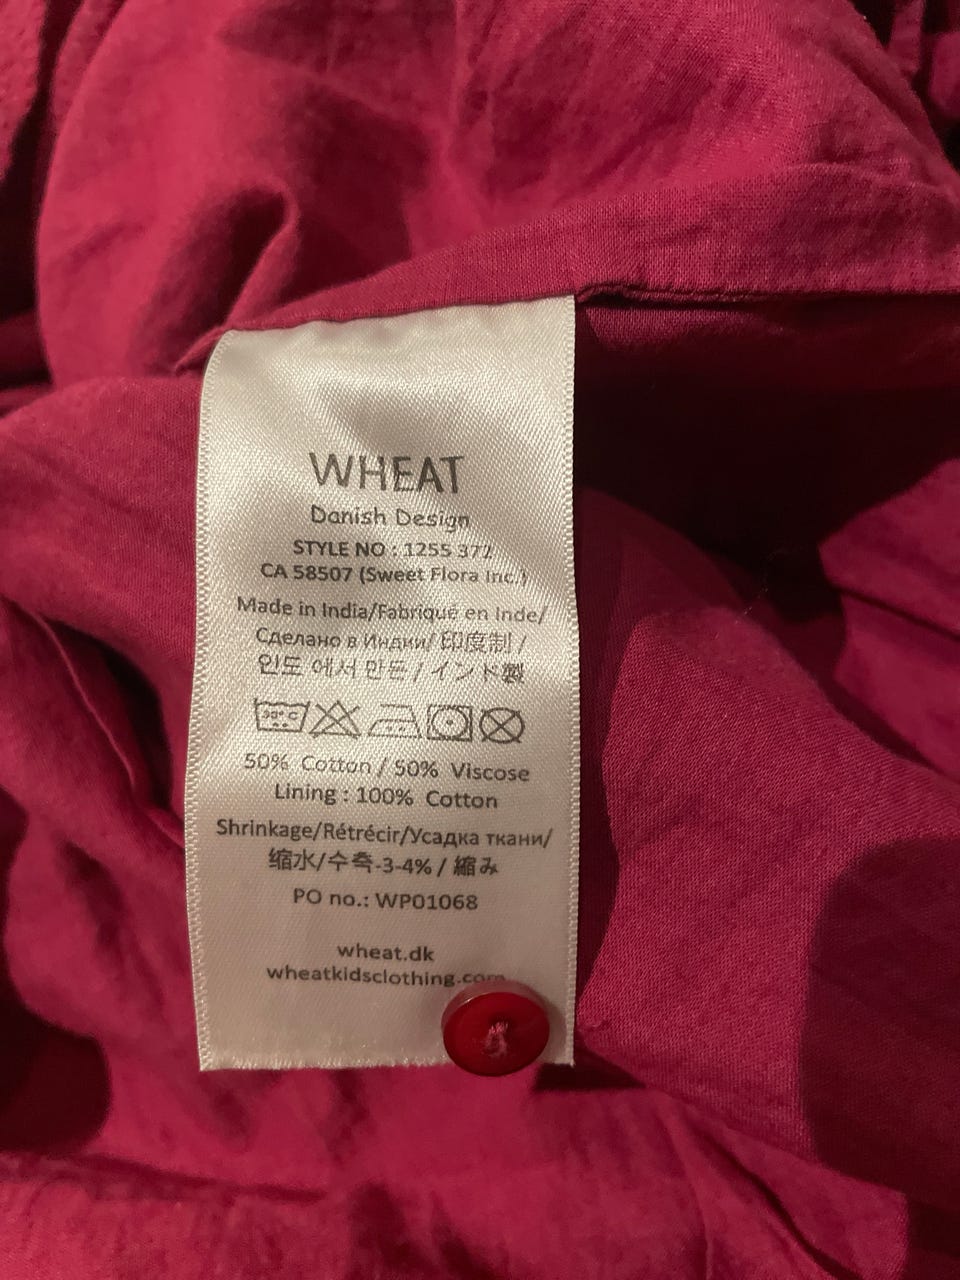 WHEAT
Danish Design
STYLE NO : 1255 372
CA 58507 (Sweet Flora Inc.)
Made in India/Fabriqué en Inde/
Сделано в Индии/ 印度制 /
인도 에서 만든 / インド製
30° C
50% Cotton / 50% Viscose
Lining : 100% Cotton
Shrinkage/Rétrécir/Усадка ткани/
缩水/수축-3-4% / 縮み
PO no.: WP01068
wheat.dk
wheatkidsclothing.com